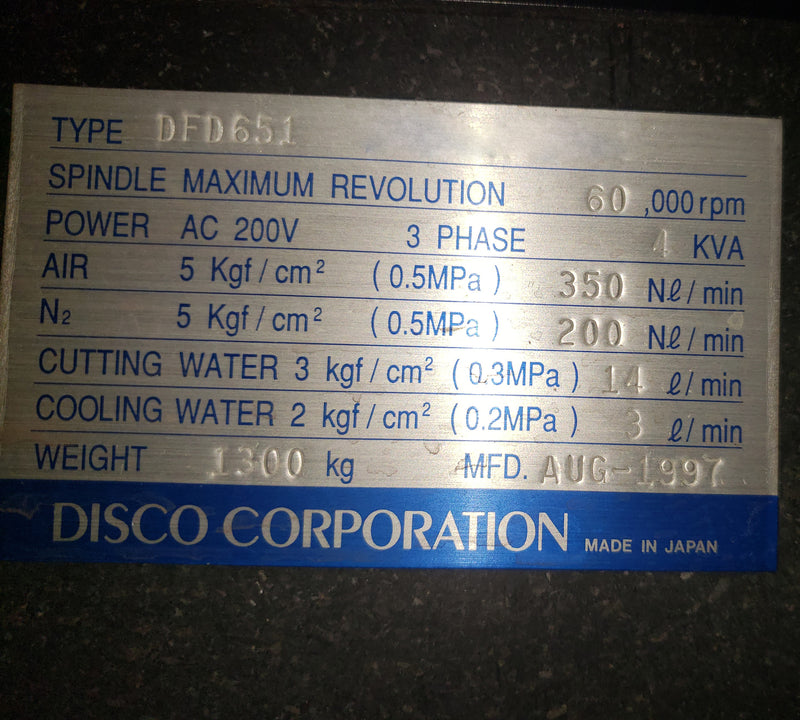 TYPE DFD651
SPINDLE MAXIMUM REVOLUTION 60 ,000rpm
POWER AC 200V 3 PHASE 4 KVA
AIR 5 Kgf/cm² (0.5MPa) 350 Nℓ/min
N₂ 5 Kgf/cm² (0.5MPa) 200 Nℓ/min
CUTTING WATER 3 kgf/cm² (0.3MPa) 14 ℓ/min
COOLING WATER 2 kgf/cm² (0.2MPa) 3 ℓ/min
WEIGHT 1300 kg MFD. AUG-1997
DISCO CORPORATION MADE IN JAPAN